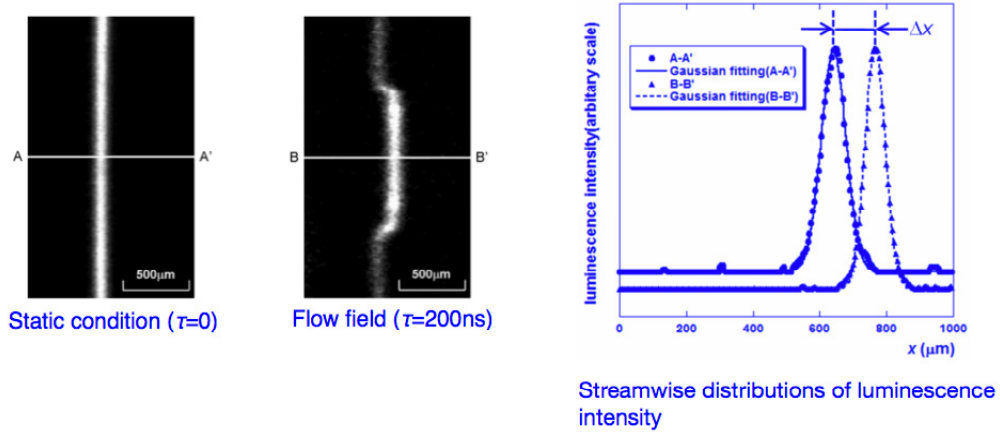 A
A'
500μm
Static condition (τ=0)
B
B'
500μm
Flow field (τ=200ns)
luminescence intensity(arbitary scale)
Δx
A-A'
Gaussian fitting(A-A')
B-B'
Gaussian fitting(B-B')
0
200
400
600
800
1000
x (μm)
Streamwise distributions of luminescence
intensity